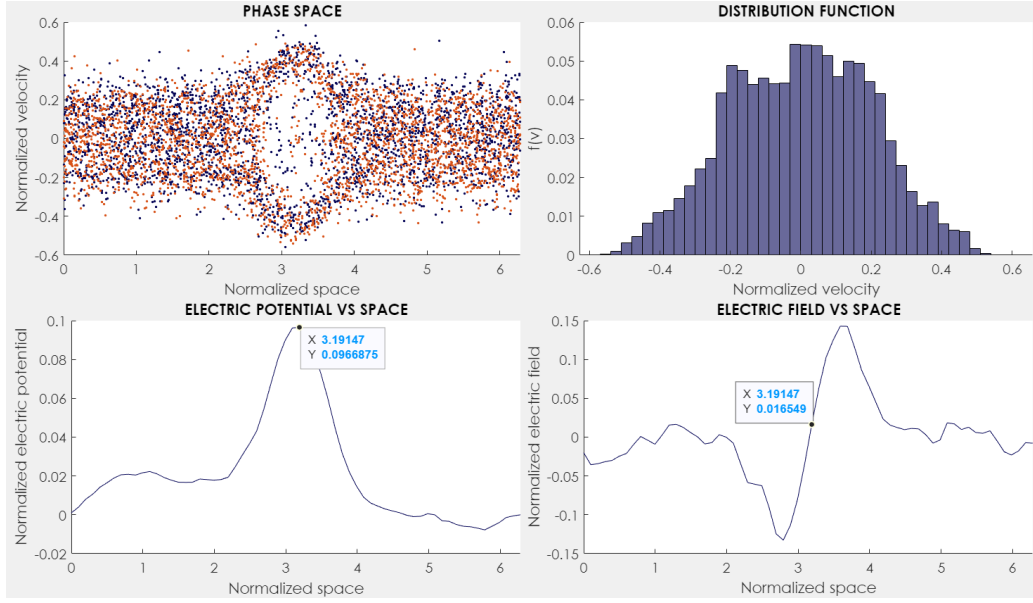 PHASE SPACE
Normalized velocity
0.6
0.4
0.2
0
-0.2
-0.4
-0.6
0 1 2 3 4 5 6
Normalized space
DISTRIBUTION FUNCTION
f(v)
0.06
0.05
0.04
0.03
0.02
0.01
0
-0.6 -0.4 -0.2 0 0.2 0.4 0.6
Normalized velocity
ELECTRIC POTENTIAL VS SPACE
Normalized electric potential
0.1
0.08
0.06
0.04
0.02
0
-0.02
X 3.19147
Y 0.0966875
0 1 2 3 4 5 6
Normalized space
ELECTRIC FIELD VS SPACE
Normalized electric field
0.15
0.1
0.05
0
-0.05
-0.1
-0.15
X 3.19147
Y 0.016549
0 1 2 3 4 5 6
Normalized space